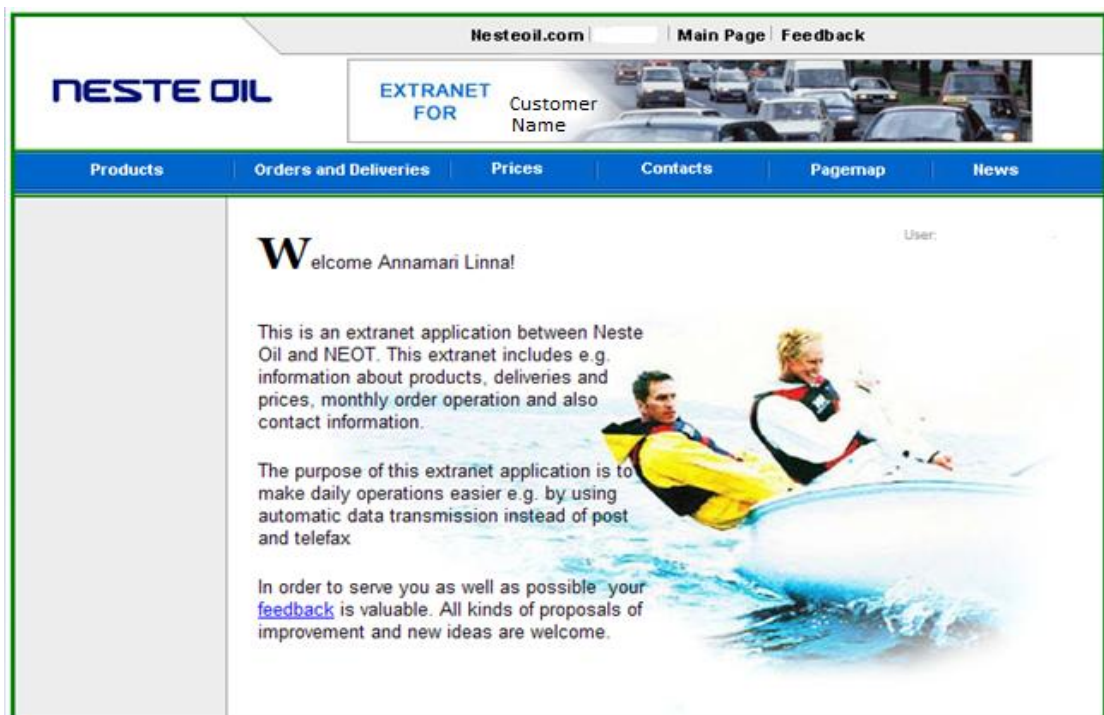 Nesteoil.com Main Page Feedback
NESTE OIL
EXTRANET
FOR
Customer
Name
Products Orders and Deliveries Prices Contacts Pagemap News
User:
Welcome Annamari Linna!
This is an extranet application between Neste
Oil and NEOT. This extranet includes e.g.
information about products, deliveries and
prices, monthly order operation and also
contact information.
The purpose of this extranet application is to
make daily operations easier e.g. by using
automatic data transmission instead of post
and telefax
In order to serve you as well as possible your
feedback is valuable. All kinds of proposals of
improvement and new ideas are welcome.